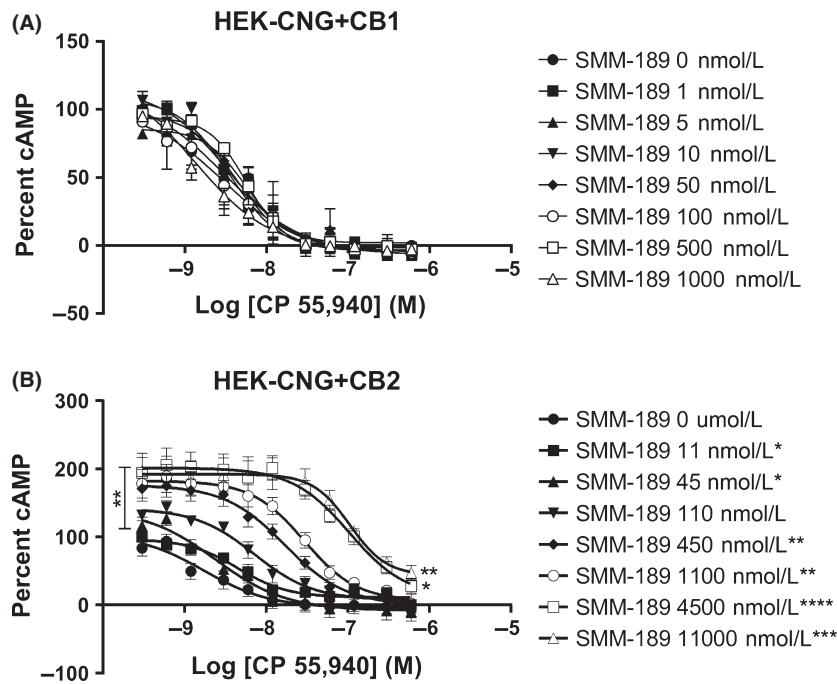 (A)
HEK-CNG+CB1
150
100
50
0
–50
Percent cAMP
–9
–8
–7
–6
–5
Log [CP 55,940] (M)
SMM-189 0 nmol/L
SMM-189 1 nmol/L
SMM-189 5 nmol/L
SMM-189 10 nmol/L
SMM-189 50 nmol/L
SMM-189 100 nmol/L
SMM-189 500 nmol/L
SMM-189 1000 nmol/L
(B)
HEK-CNG+CB2
300
200
100
0
–100
Percent cAMP
**
**
*
–9
–8
–7
–6
–5
Log [CP 55,940] (M)
SMM-189 0 umol/L
SMM-189 11 nmol/L*
SMM-189 45 nmol/L*
SMM-189 110 nmol/L
SMM-189 450 nmol/L**
SMM-189 1100 nmol/L**
SMM-189 4500 nmol/L****
SMM-189 11000 nmol/L***